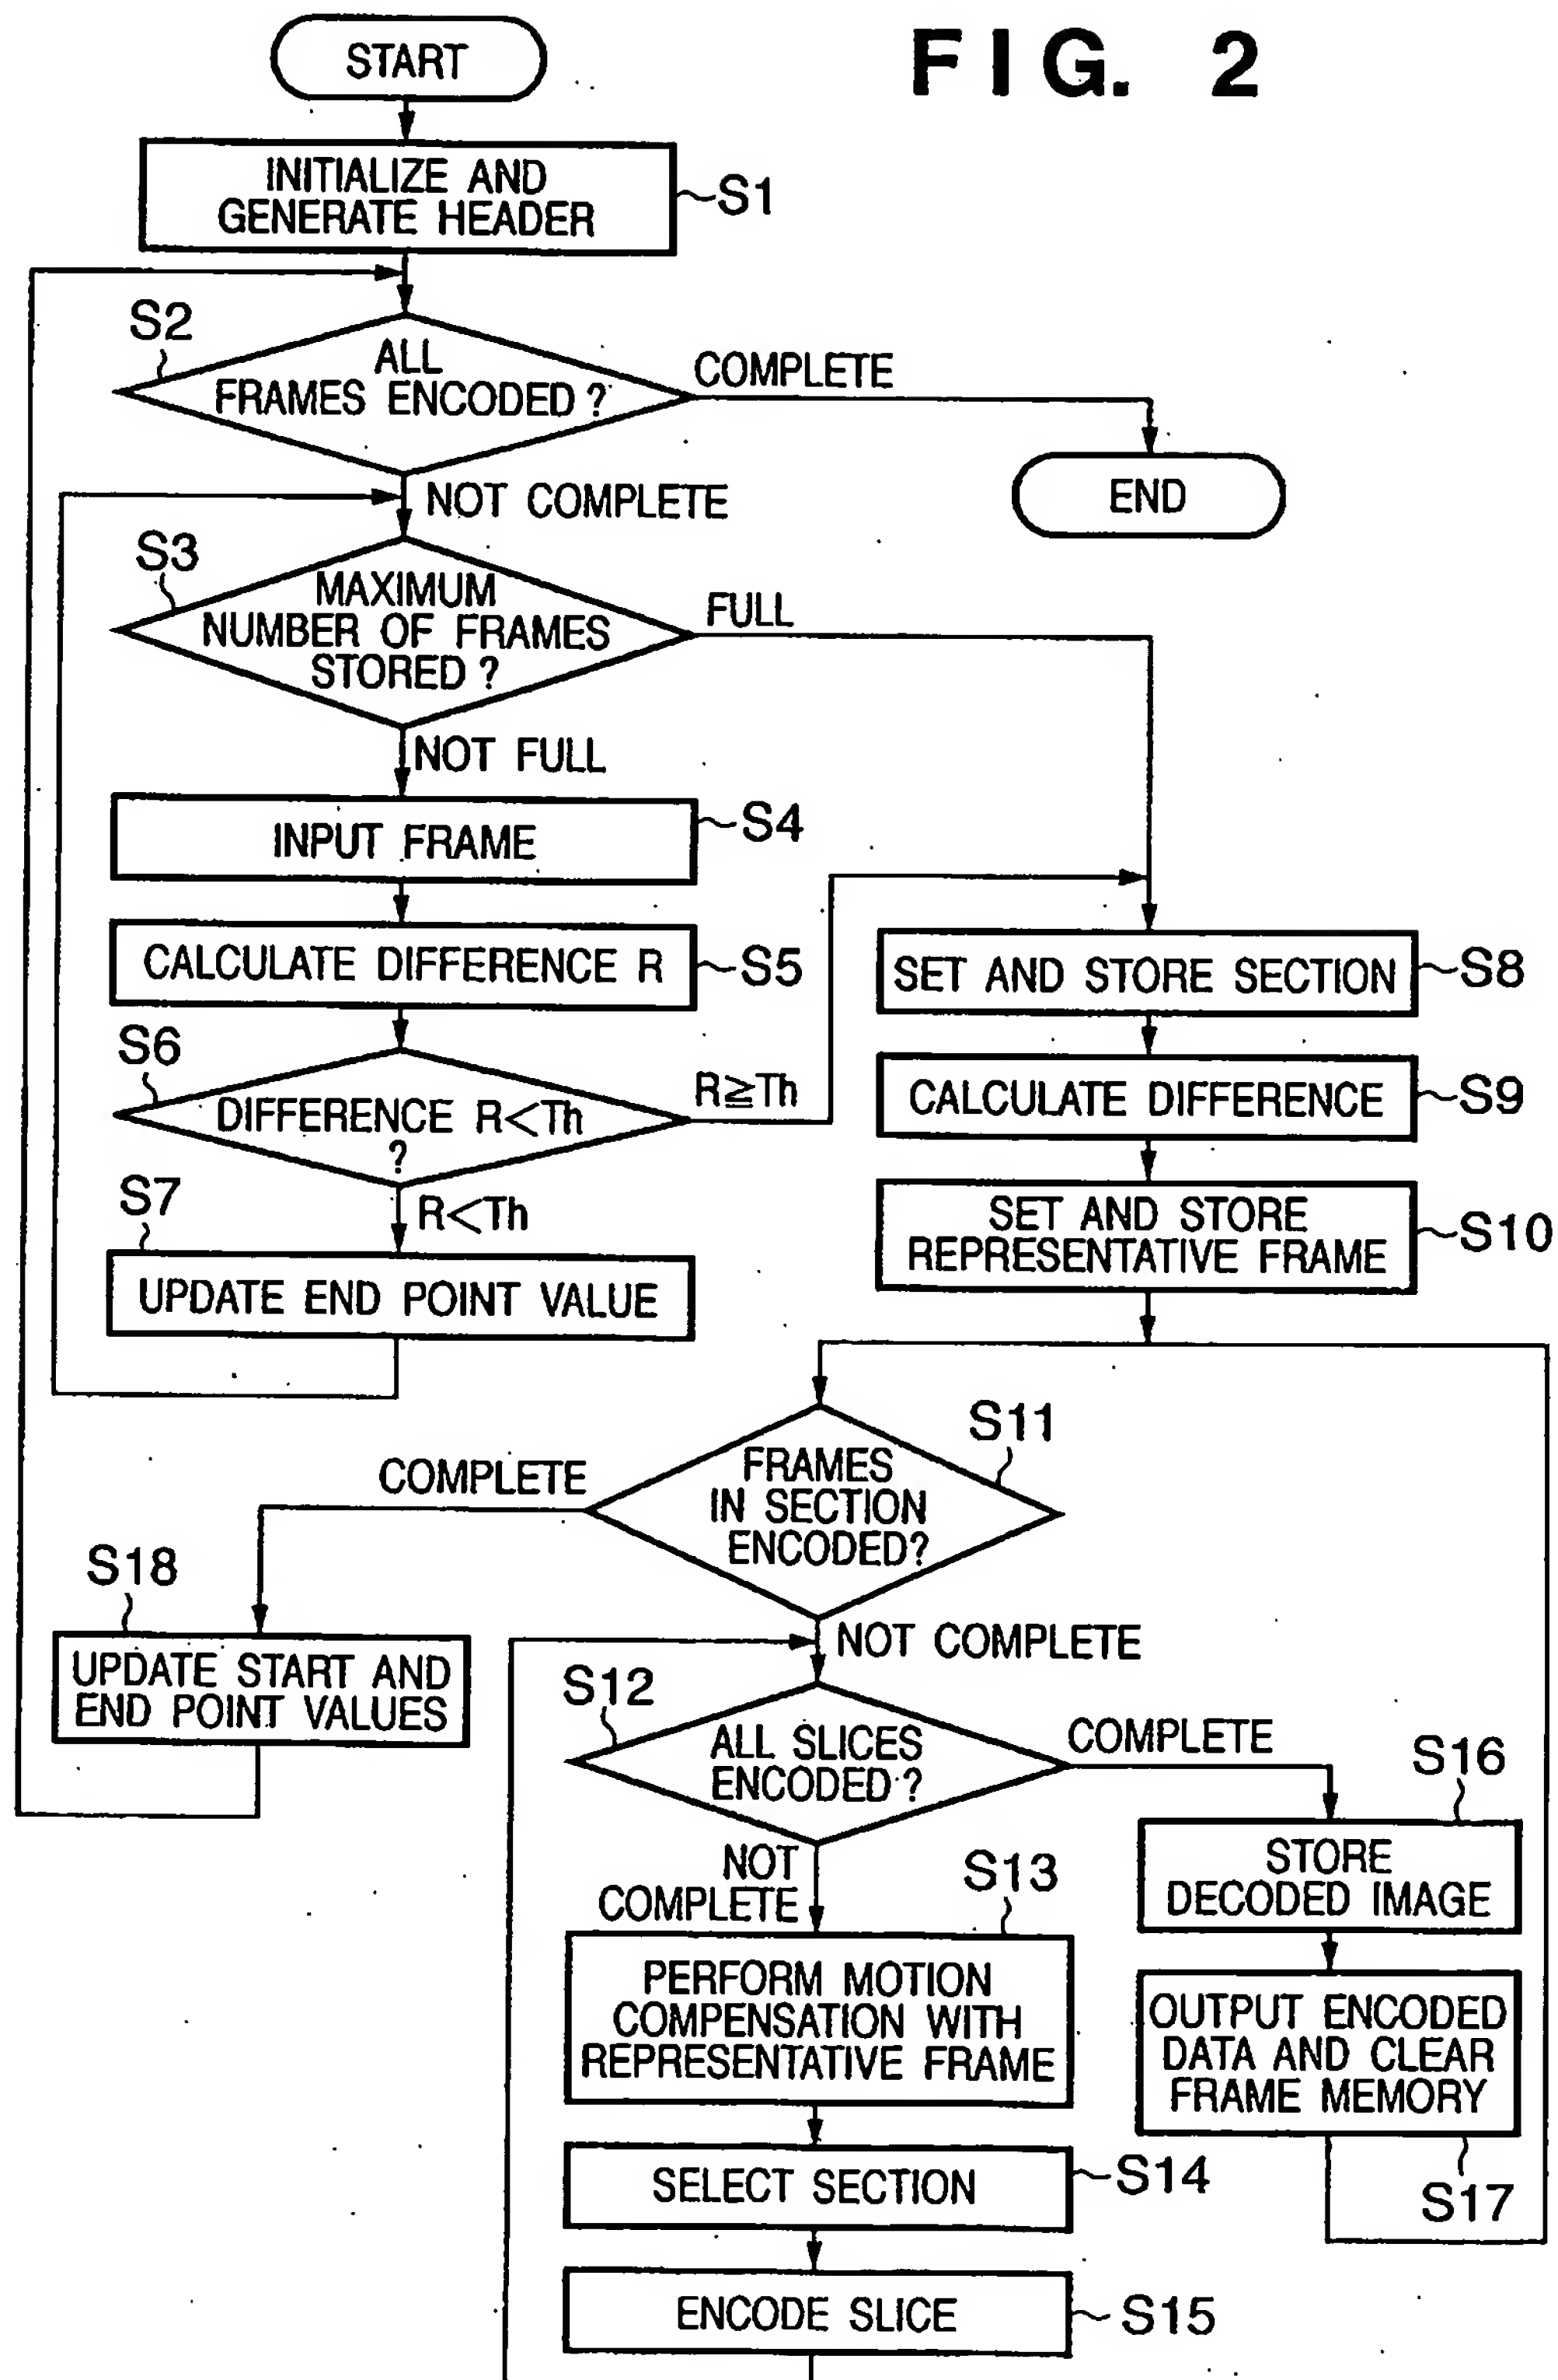 FIG. 2
START
INITIALIZE AND
GENERATE HEADER
S1
S2
ALL
FRAMES ENCODED ?
COMPLETE
END
NOT COMPLETE
S3
MAXIMUM
NUMBER OF FRAMES
STORED ?
FULL
NOT FULL
INPUT FRAME
S4
CALCULATE DIFFERENCE R
S5
S6
DIFFERENCE R<Th
?
R≧Th
R<Th
S7
UPDATE END POINT VALUE
SET AND STORE SECTION
S8
CALCULATE DIFFERENCE
S9
SET AND STORE
REPRESENTATIVE FRAME
S10
S11
FRAMES
IN SECTION
ENCODED?
COMPLETE
S18
UPDATE START AND
END POINT VALUES
NOT COMPLETE
S12
ALL SLICES
ENCODED ?
COMPLETE
NOT
COMPLETE
S13
PERFORM MOTION
COMPENSATION WITH
REPRESENTATIVE FRAME
SELECT SECTION
S14
ENCODE SLICE
S15
S16
STORE
DECODED IMAGE
OUTPUT ENCODED
DATA AND CLEAR
FRAME MEMORY
S17